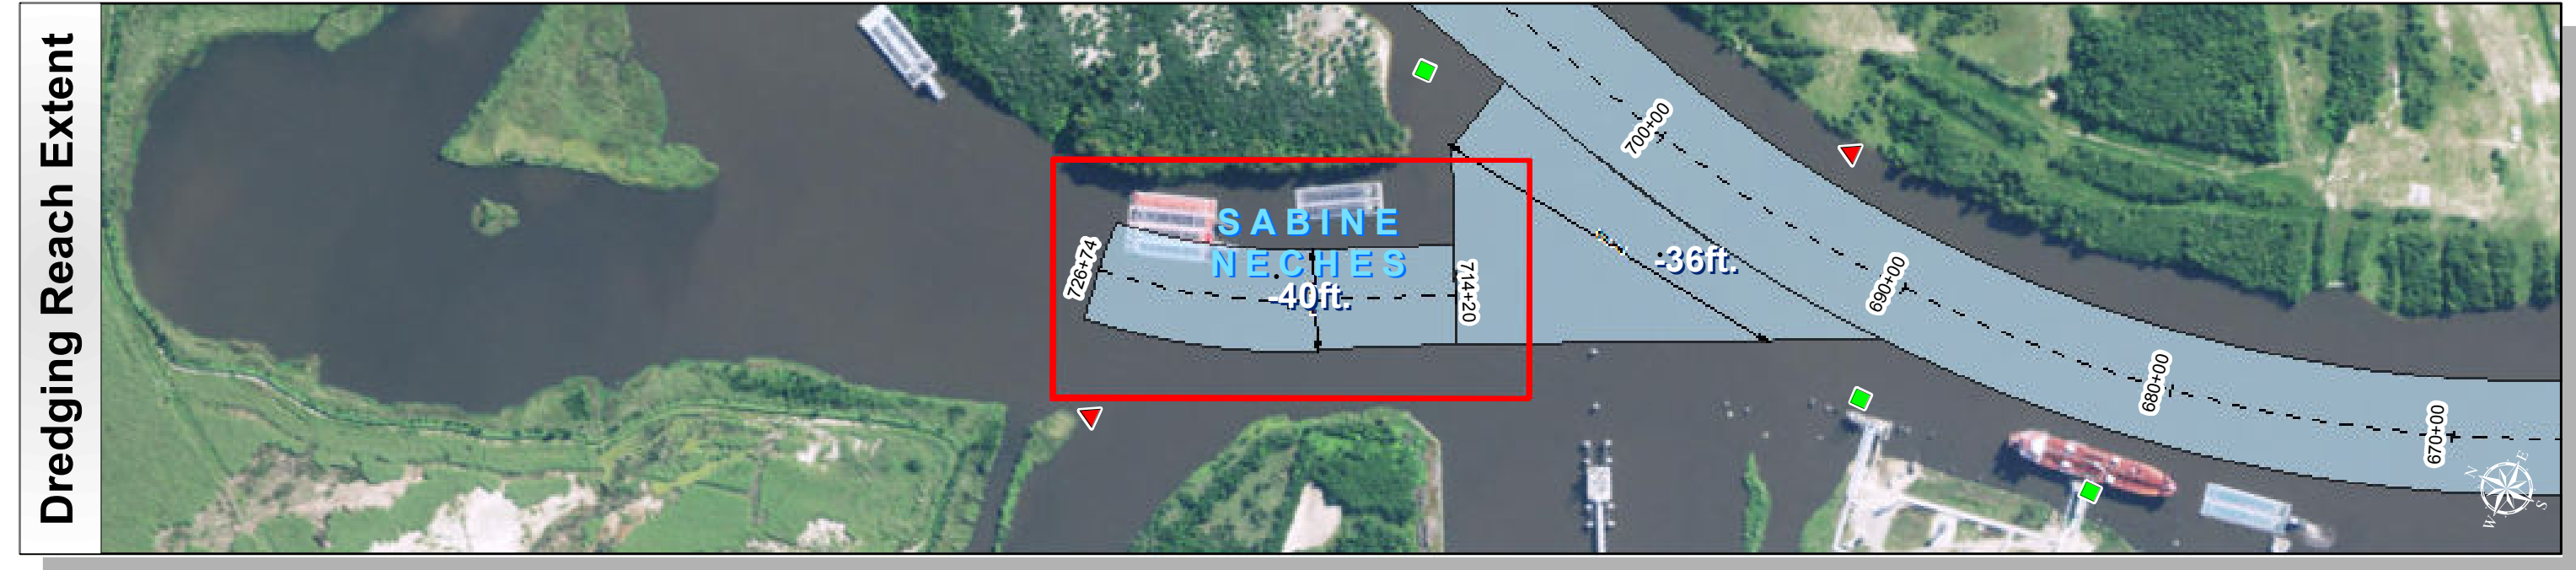 Dredging Reach Extent
700+00
SABINE
NECHES
-36ft.
726+74
-40ft.
714+20
690+00
680+00
670+00
N
E
W
S